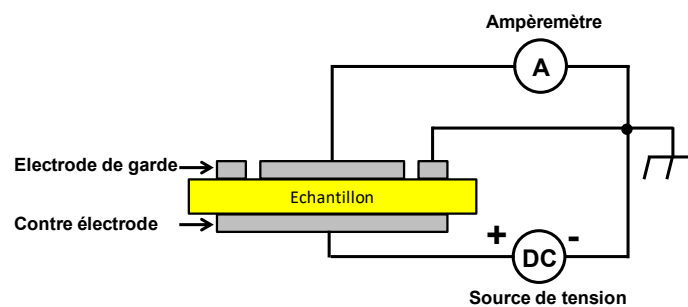 Ampèremètre
A
Electrode de garde
Echantillon
Contre électrode
+ DC -
Source de tension